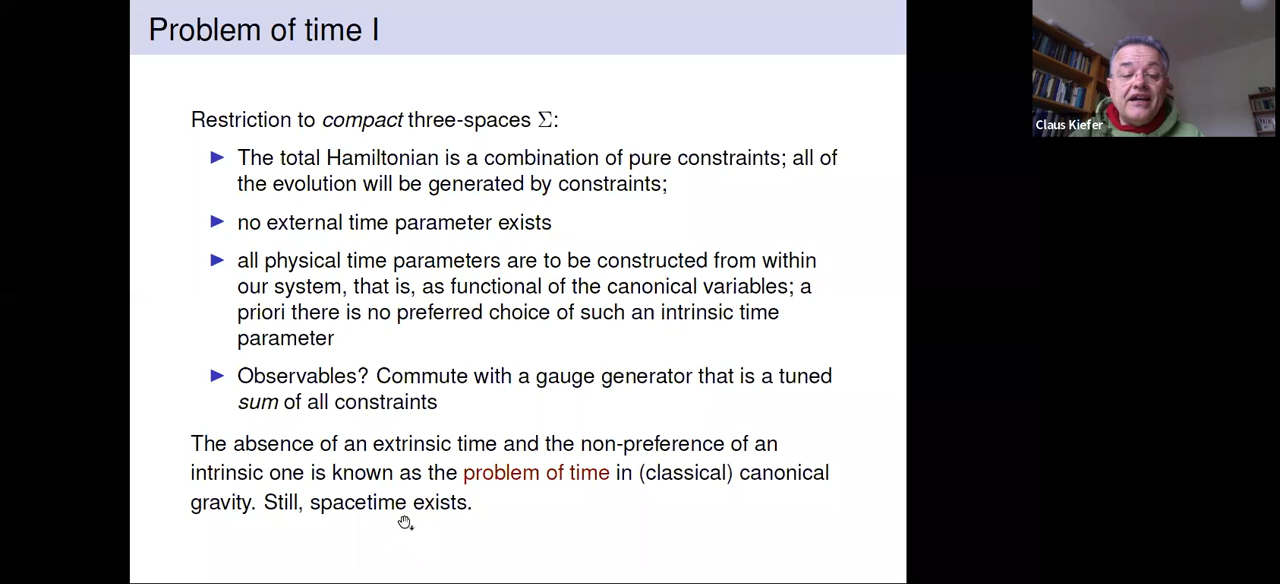 Problem of time I
Claus Kiefer
Restriction to compact three-spaces Σ:
The total Hamiltonian is a combination of pure constraints; all of
the evolution will be generated by constraints;
no external time parameter exists
all physical time parameters are to be constructed from within
our system, that is, as functional of the canonical variables; a
priori there is no preferred choice of such an intrinsic time
parameter
Observables? Commute with a gauge generator that is a tuned
sum of all constraints
The absence of an extrinsic time and the non-preference of an
intrinsic one is known as the problem of time in (classical) canonical
gravity. Still, spacetime exists.